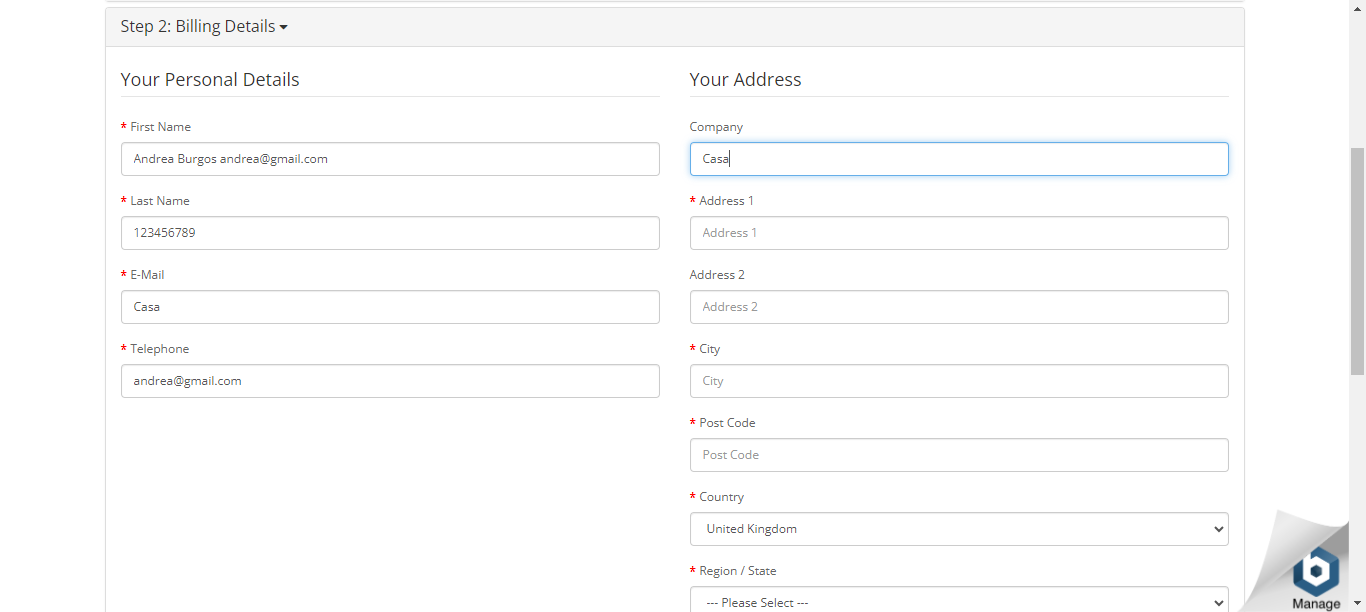 Step 2: Billing Details
Your Personal Details
* First Name
Andrea Burgos andrea@gmail.com
* Last Name
123456789
* E-Mail
Casa
* Telephone
andrea@gmail.com
Your Address
Company
Casa
* Address 1
Address 1
Address 2
Address 2
* City
City
* Post Code
Post Code
* Country
United Kingdom
* Region / State
--- Please Select ---
Manage